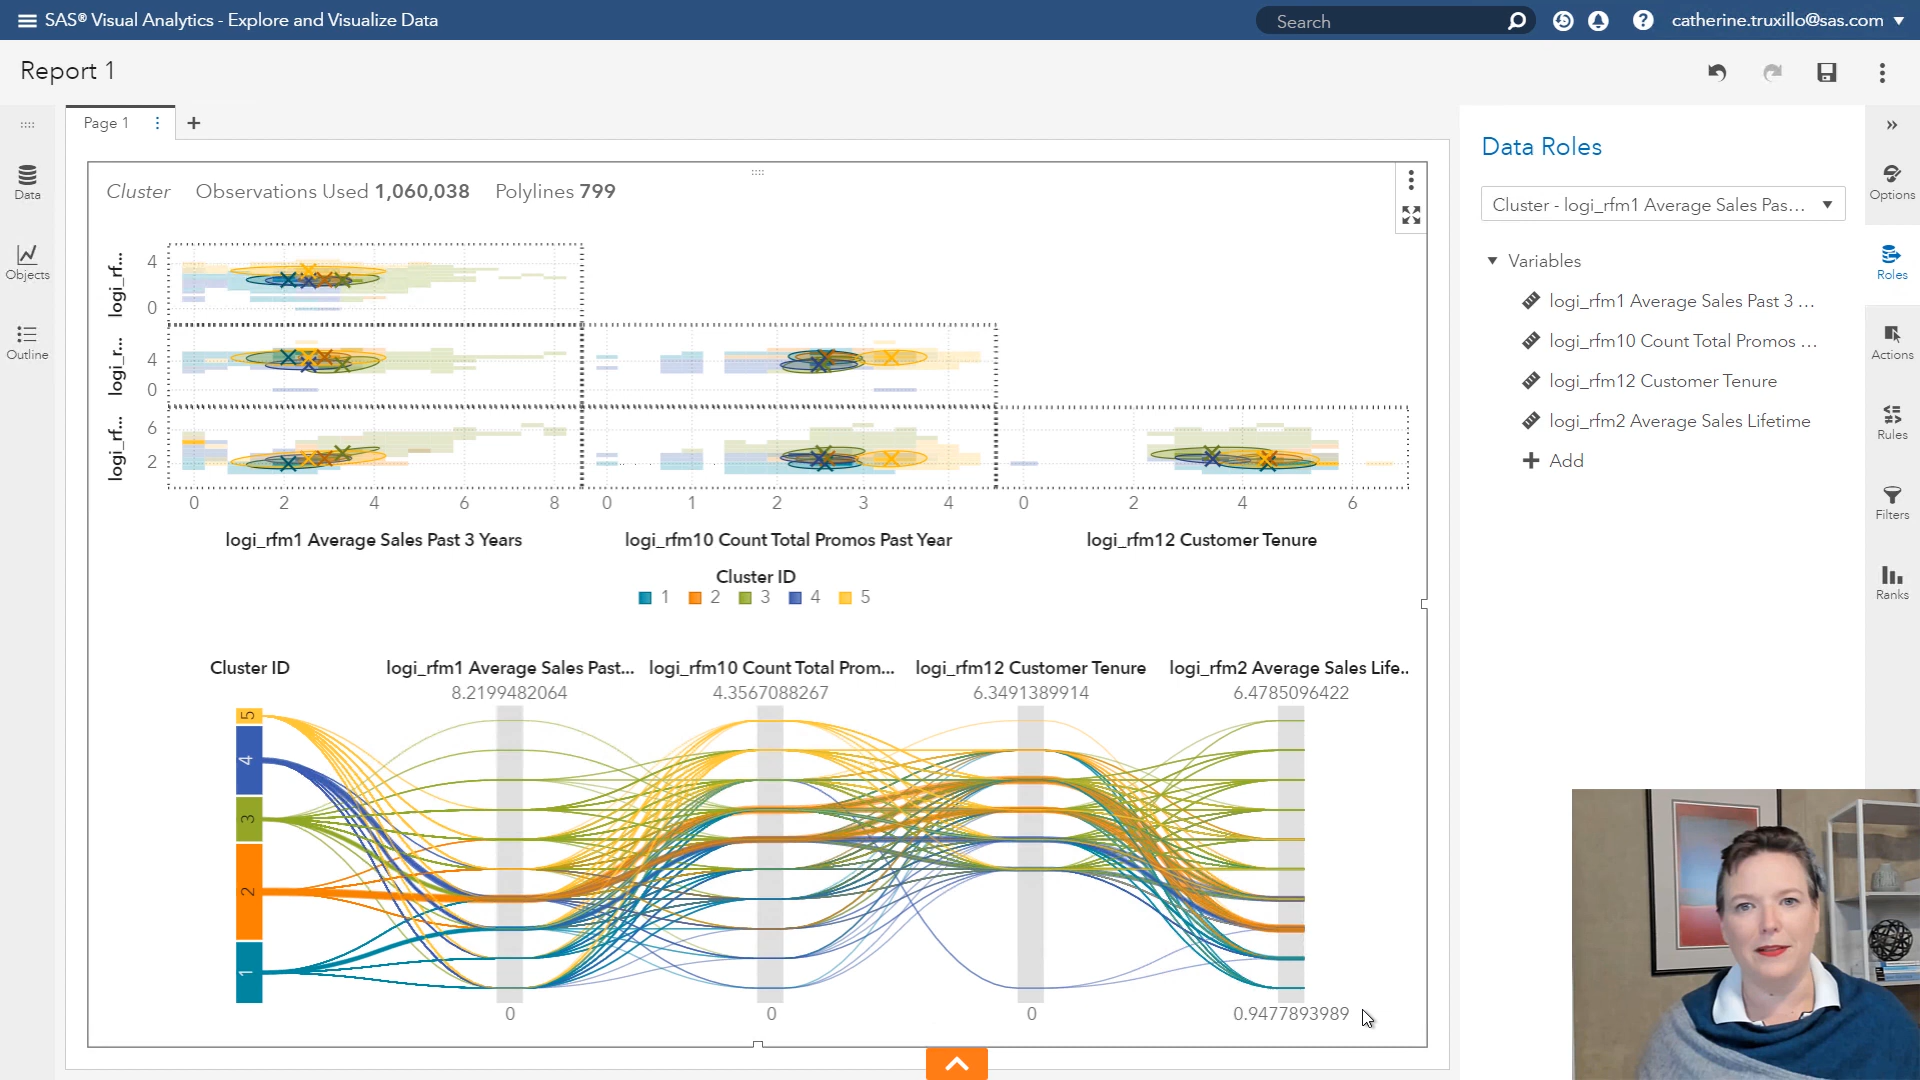 SAS® Visual Analytics - Explore and Visualize Data
Search
catherine.truxillo@sas.com
Report 1
Page 1
Data
Objects
Outline
Cluster Observations Used 1,060,038 Polylines 799
logi_rf...
4
0
logi_r...
4
0
logi_rf...
6
2
0 2 4 6 8 0 1 2 3 4 0 2 4 6
logi_rfm1 Average Sales Past 3 Years
logi_rfm10 Count Total Promos Past Year
logi_rfm12 Customer Tenure
Cluster ID
1 2 3 4 5
Cluster ID
logi_rfm1 Average Sales Past...
logi_rfm10 Count Total Prom...
logi_rfm12 Customer Tenure
logi_rfm2 Average Sales Life..
8.2199482064
4.3567088267
6.3491389914
6.4785096422
5
4
3
2
1
0
0
0
0.9477893989
Data Roles
Cluster - logi_rfm1 Average Sales Pas...
Variables
logi_rfm1 Average Sales Past 3 ...
logi_rfm10 Count Total Promos ...
logi_rfm12 Customer Tenure
logi_rfm2 Average Sales Lifetime
Add
Options
Roles
Actions
Rules
Filters
Ranks